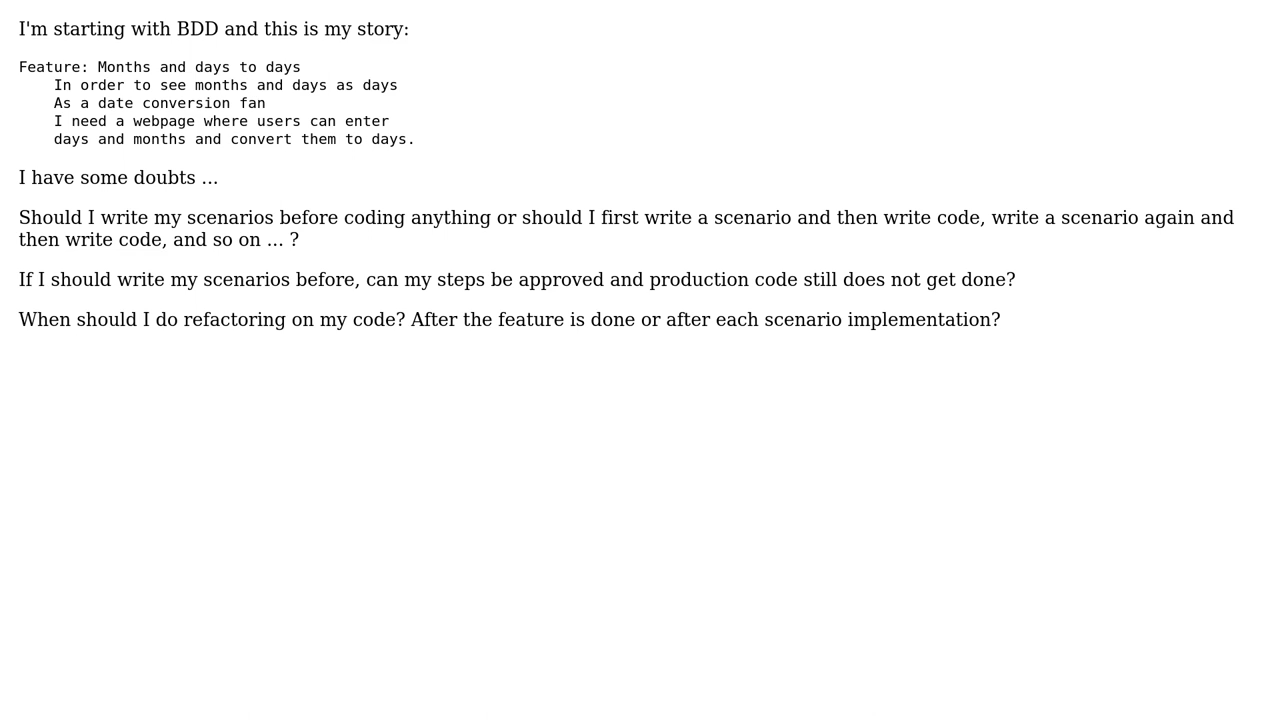 I'm starting with BDD and this is my story:
Feature: Months and days to days
    In order to see months and days as days
    As a date conversion fan
    I need a webpage where users can enter
    days and months and convert them to days.
I have some doubts ...
Should I write my scenarios before coding anything or should I first write a scenario and then write code, write a scenario again and
then write code, and so on ... ?
If I should write my scenarios before, can my steps be approved and production code still does not get done?
When should I do refactoring on my code? After the feature is done or after each scenario implementation?